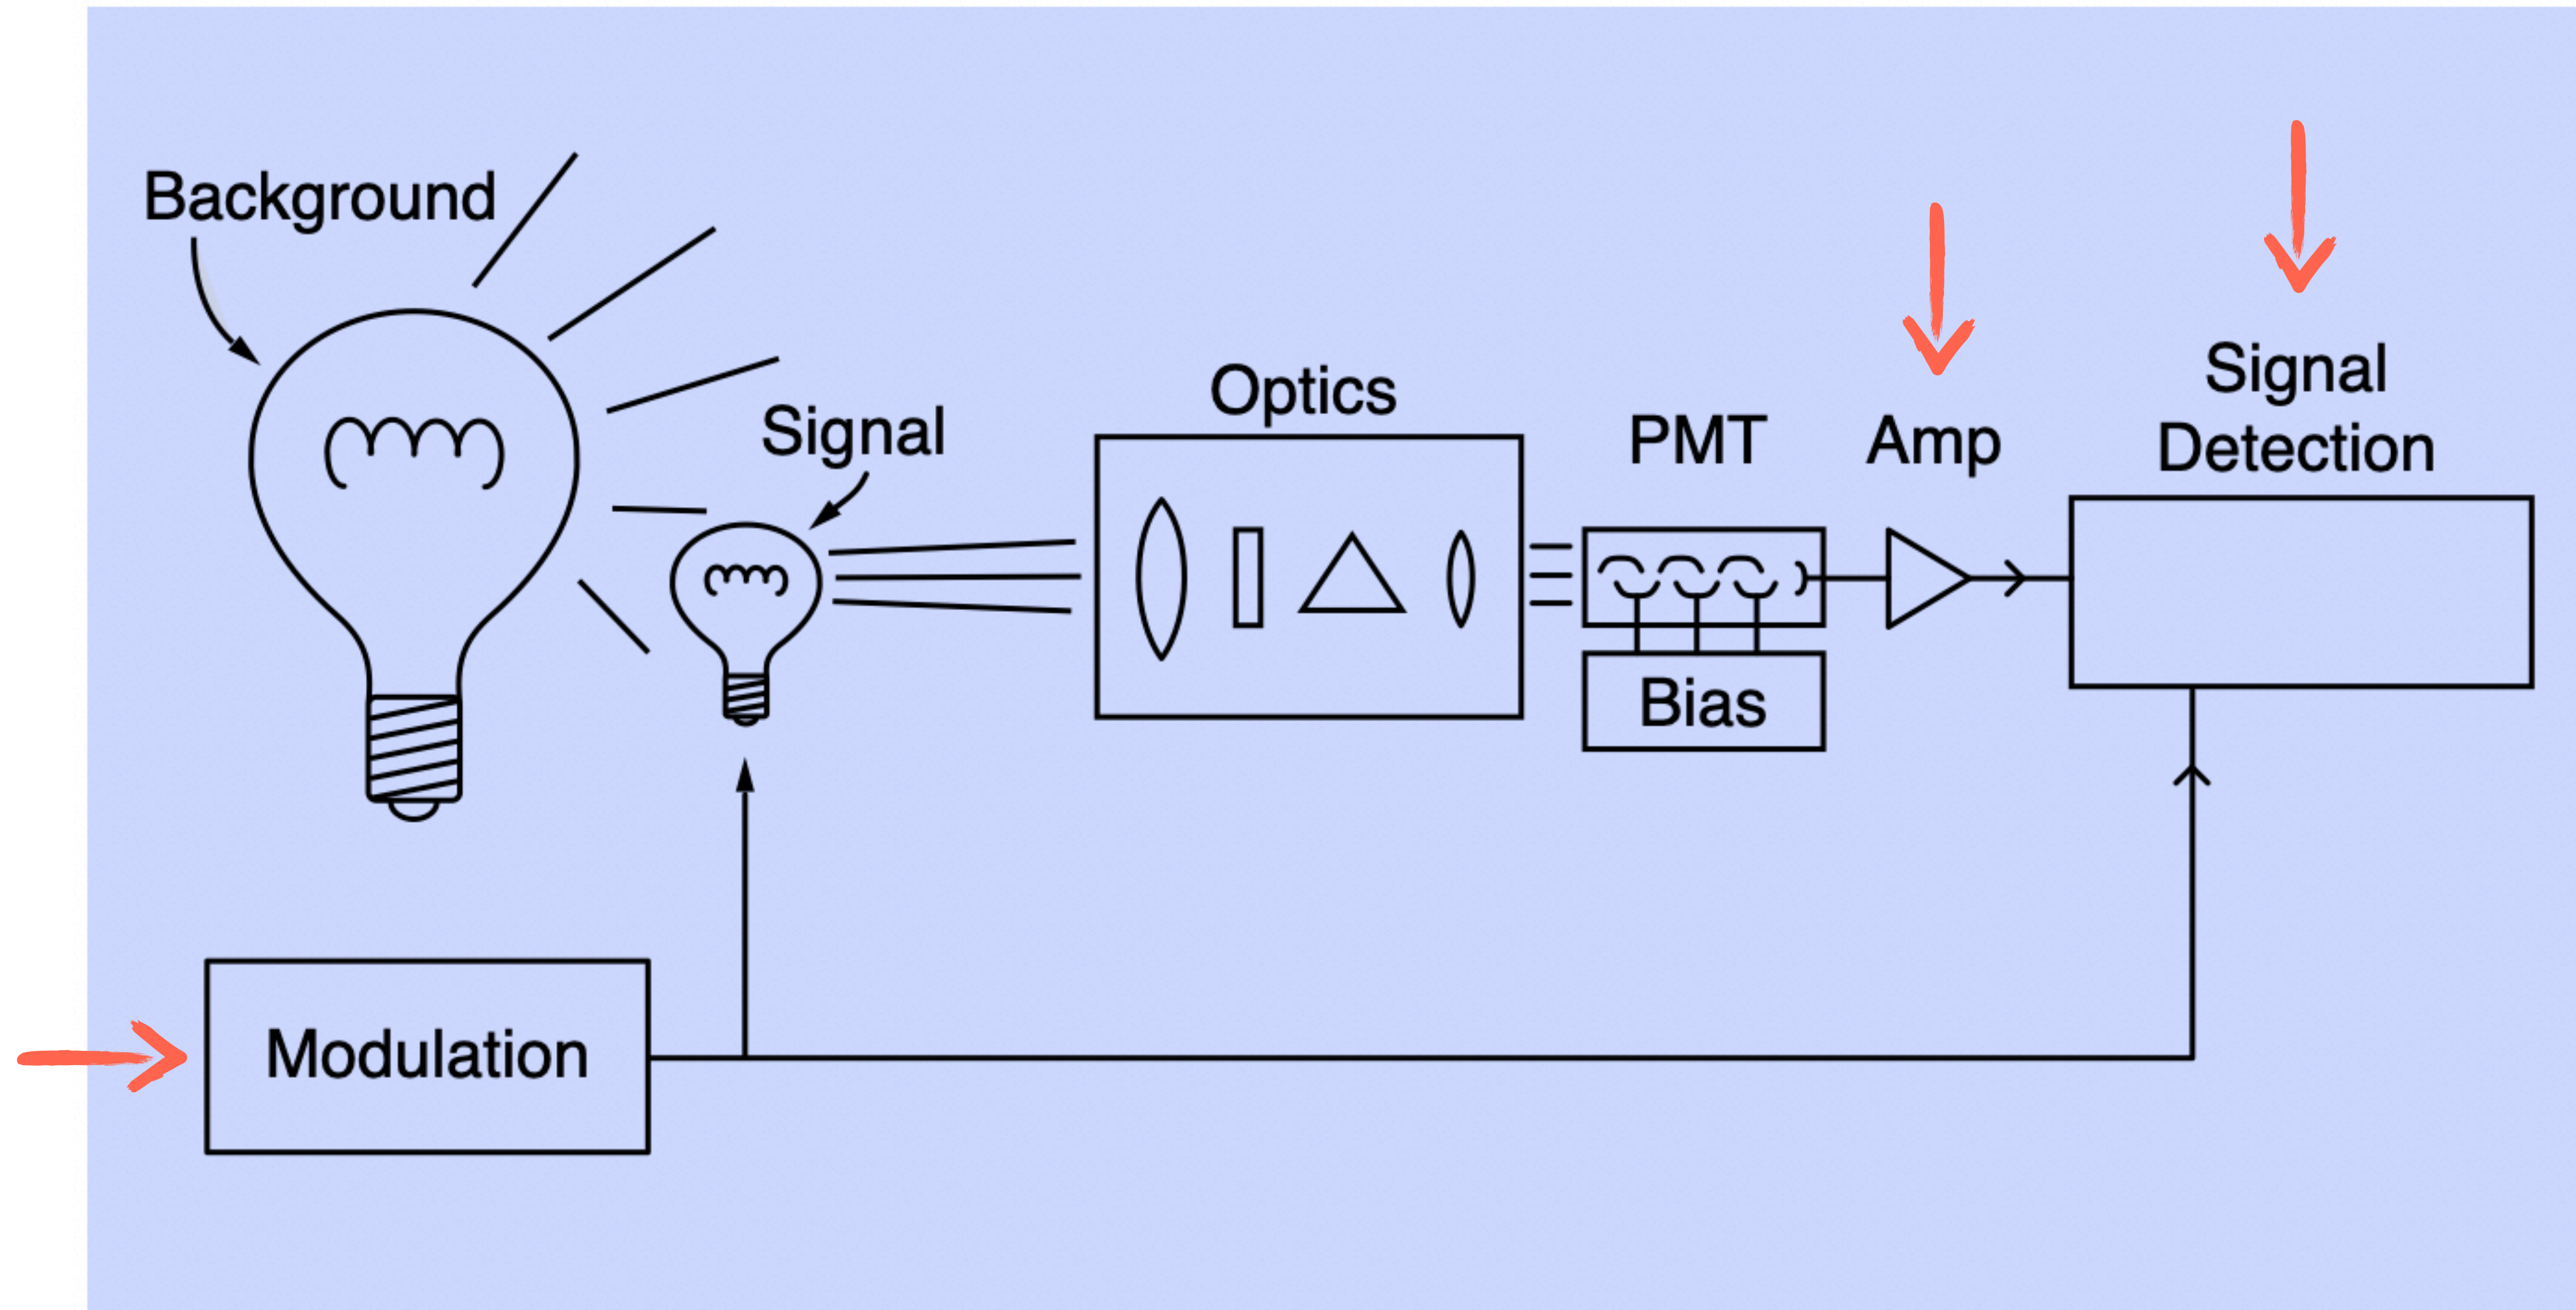 Background
Signal
Optics
PMT
Amp
Signal
Detection
Bias
Modulation